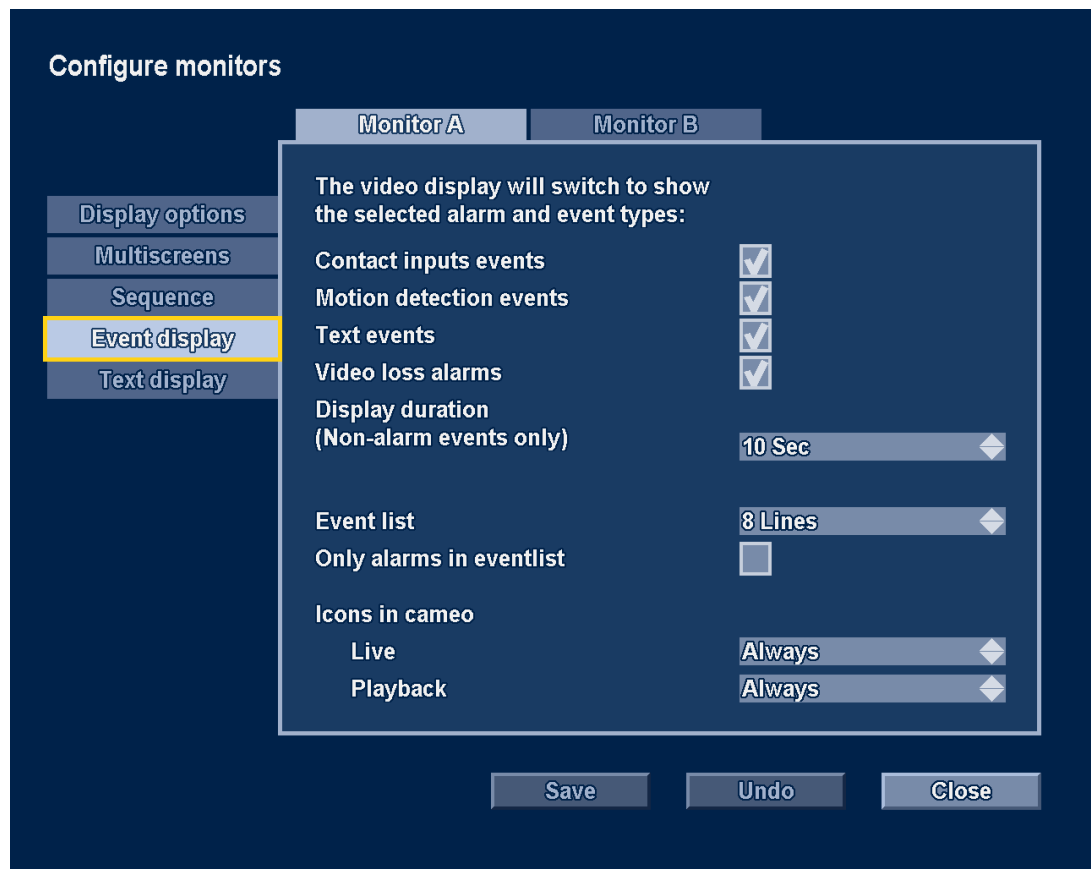 Configure monitors
Monitor A
Monitor B
Display options
Multiscreens
Sequence
Event display
Text display
The video display will switch to show
the selected alarm and event types:
Contact inputs events
Motion detection events
Text events
Video loss alarms
Display duration
(Non-alarm events only)
10 Sec
Event list
8 Lines
Only alarms in eventlist
Icons in cameo
Live
Always
Playback
Always
Save
Undo
Close